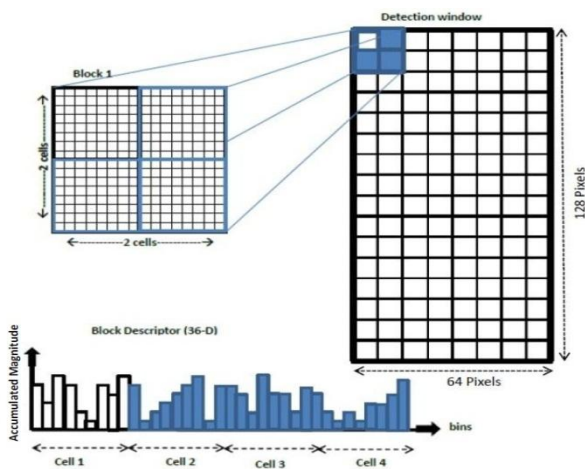 Detection window
Block 1
2 cells
2 cells
128 Pixels
64 Pixels
Block Descriptor (36-D)
Accumulated Magnitude
bins
Cell 1
Cell 2
Cell 3
Cell 4